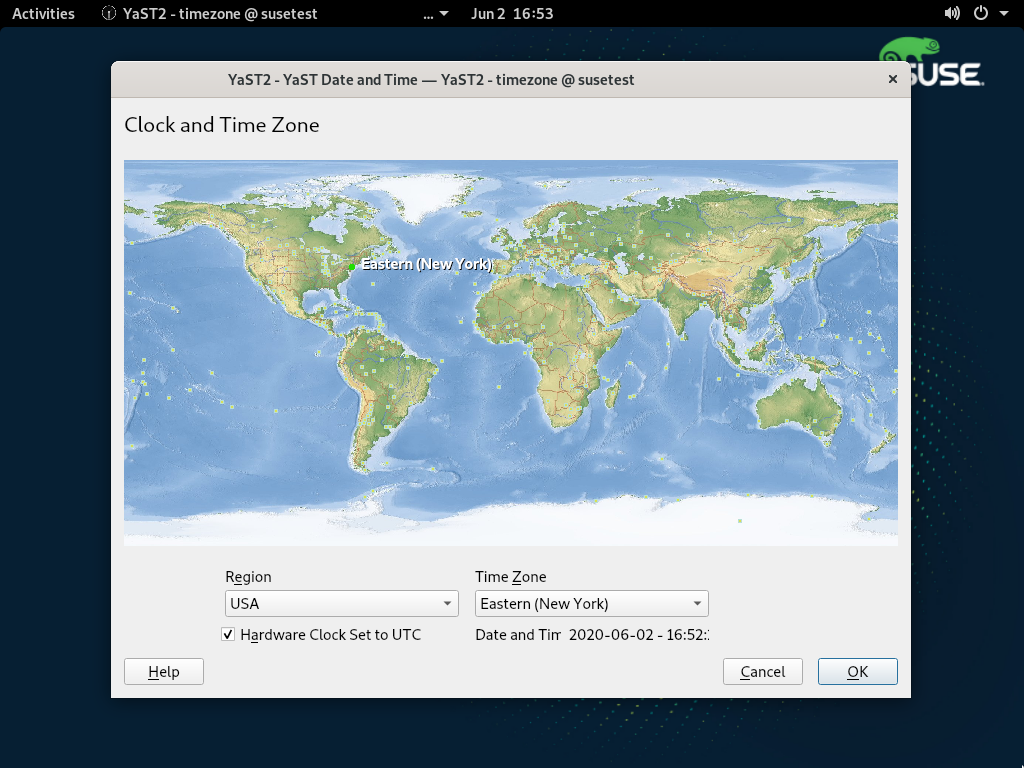 Activities YaST2 - timezone @ susetest ... Jun 2 16:53
SUSE
YaST2 - YaST Date and Time — YaST2 - timezone @ susetest
Clock and Time Zone
Eastern (New York)
Region Time Zone
USA Eastern (New York)
Hardware Clock Set to UTC Date and Tim 2020-06-02 - 16:52:
Help Cancel OK